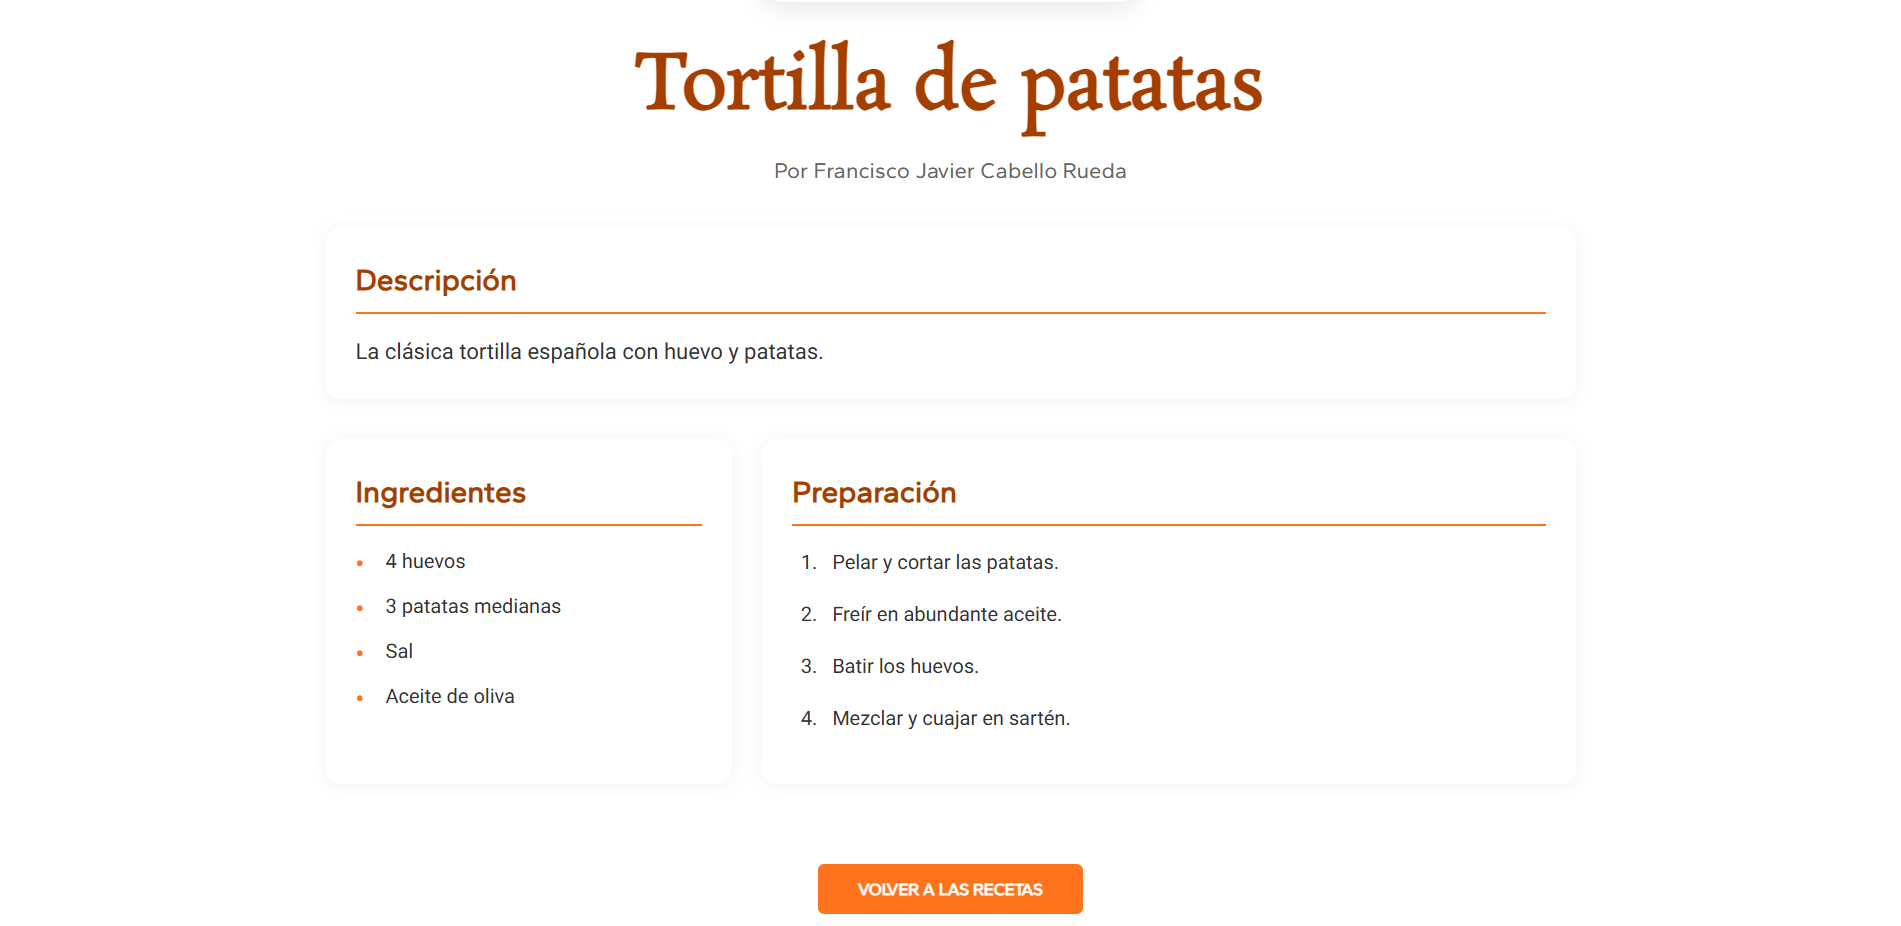 Tortilla de patatas
Por Francisco Javier Cabello Rueda
Descripción
La clásica tortilla española con huevo y patatas.
Ingredientes
• 4 huevos
• 3 patatas medianas
• Sal
• Aceite de oliva
Preparación
1. Pelar y cortar las patatas.
2. Freír en abundante aceite.
3. Batir los huevos.
4. Mezclar y cuajar en sartén.
VOLVER A LAS RECETAS